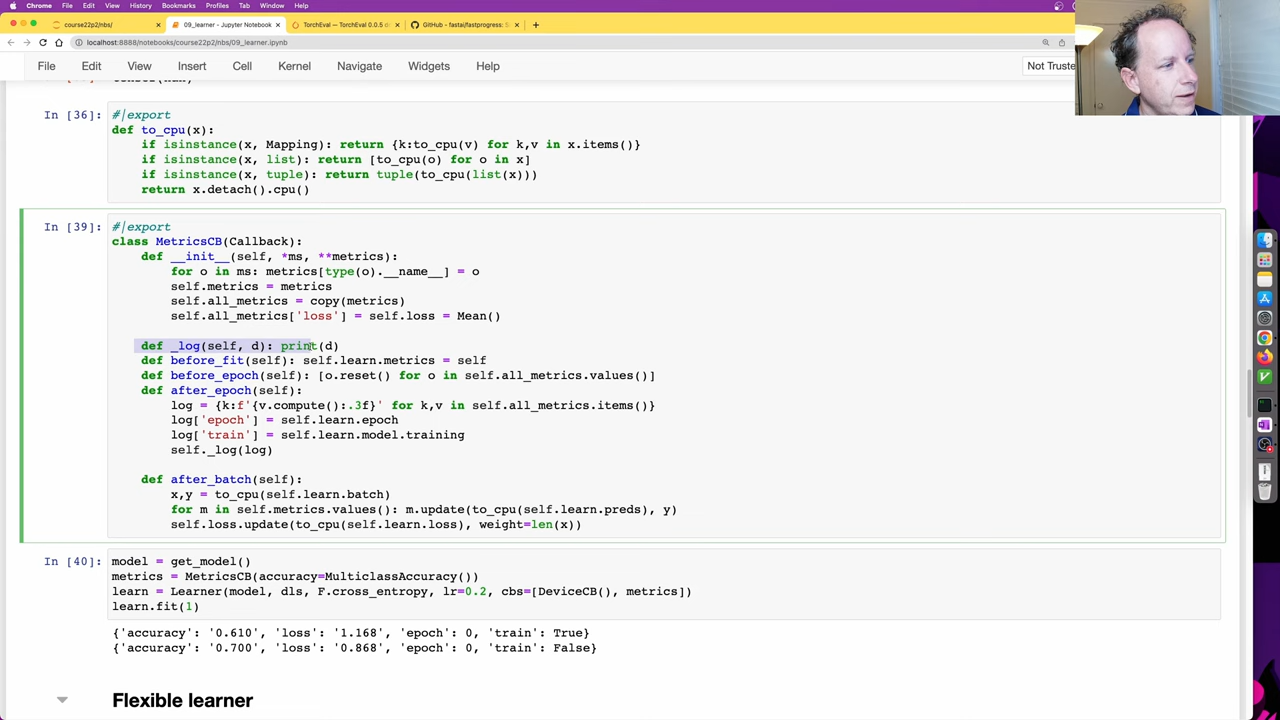 Chrome File Edit View History Bookmarks Profiles Tab Window Help
course22p2/nbs/ 09_learner - Jupyter Notebook TorchEval — TorchEval 0.0.5 GitHub - fastai/fastprogress:
localhost:8888/notebooks/course22p2/nbs/09_learner.ipynb
File Edit View Insert Cell Kernel Navigate Widgets Help Not Truste
In [36]: #|export
def to_cpu(x):
    if isinstance(x, Mapping): return {k:to_cpu(v) for k,v in x.items()}
    if isinstance(x, list): return [to_cpu(o) for o in x]
    if isinstance(x, tuple): return tuple(to_cpu(list(x)))
    return x.detach().cpu()
In [39]: #|export
class MetricsCB(Callback):
    def __init__(self, *ms, **metrics):
        for o in ms: metrics[type(o).__name__] = o
        self.metrics = metrics
        self.all_metrics = copy(metrics)
        self.all_metrics['loss'] = self.loss = Mean()
    def _log(self, d): print(d)
    def before_fit(self): self.learn.metrics = self
    def before_epoch(self): [o.reset() for o in self.all_metrics.values()]
    def after_epoch(self):
        log = {k:f'{v.compute():.3f}' for k,v in self.all_metrics.items()}
        log['epoch'] = self.learn.epoch
        log['train'] = self.learn.model.training
        self._log(log)
    def after_batch(self):
        x,y = to_cpu(self.learn.batch)
        for m in self.metrics.values(): m.update(to_cpu(self.learn.preds), y)
        self.loss.update(to_cpu(self.learn.loss), weight=len(x))
In [40]: model = get_model()
metrics = MetricsCB(accuracy=MulticlassAccuracy())
learn = Learner(model, dls, F.cross_entropy, lr=0.2, cbs=[DeviceCB(), metrics])
learn.fit(1)
{'accuracy': '0.610', 'loss': '1.168', 'epoch': 0, 'train': True}
{'accuracy': '0.700', 'loss': '0.868', 'epoch': 0, 'train': False}
Flexible learner